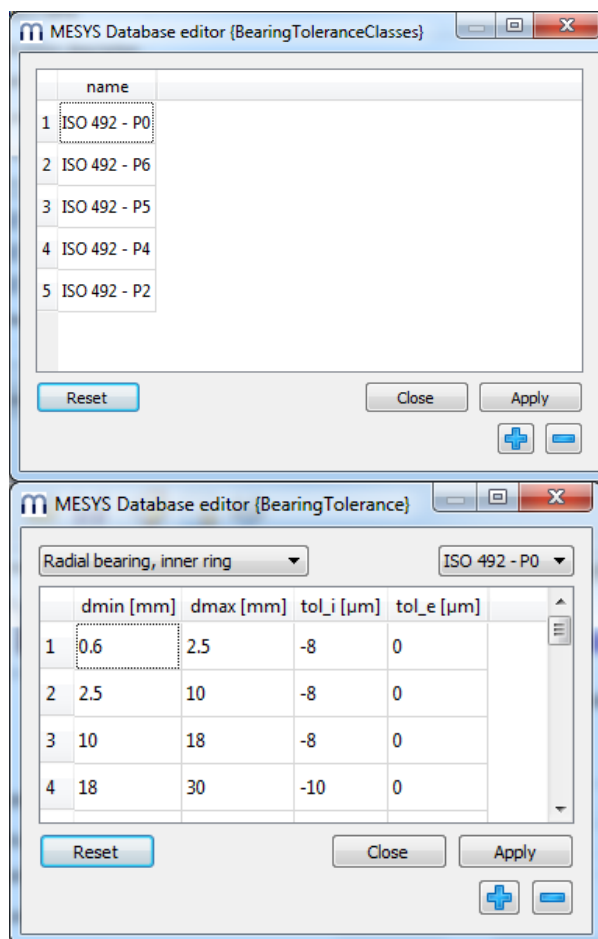 MESYS Database editor {BearingToleranceClasses}
name
1 ISO 492 - P0
2 ISO 492 - P6
3 ISO 492 - P5
4 ISO 492 - P4
5 ISO 492 - P2
Reset Close Apply
MESYS Database editor {BearingTolerance}
Radial bearing, inner ring ISO 492 - P0
dmin [mm] dmax [mm] tol_i [µm] tol_e [µm]
1 0.6 2.5 -8 0
2 2.5 10 -8 0
3 10 18 -8 0
4 18 30 -10 0
Reset Close Apply